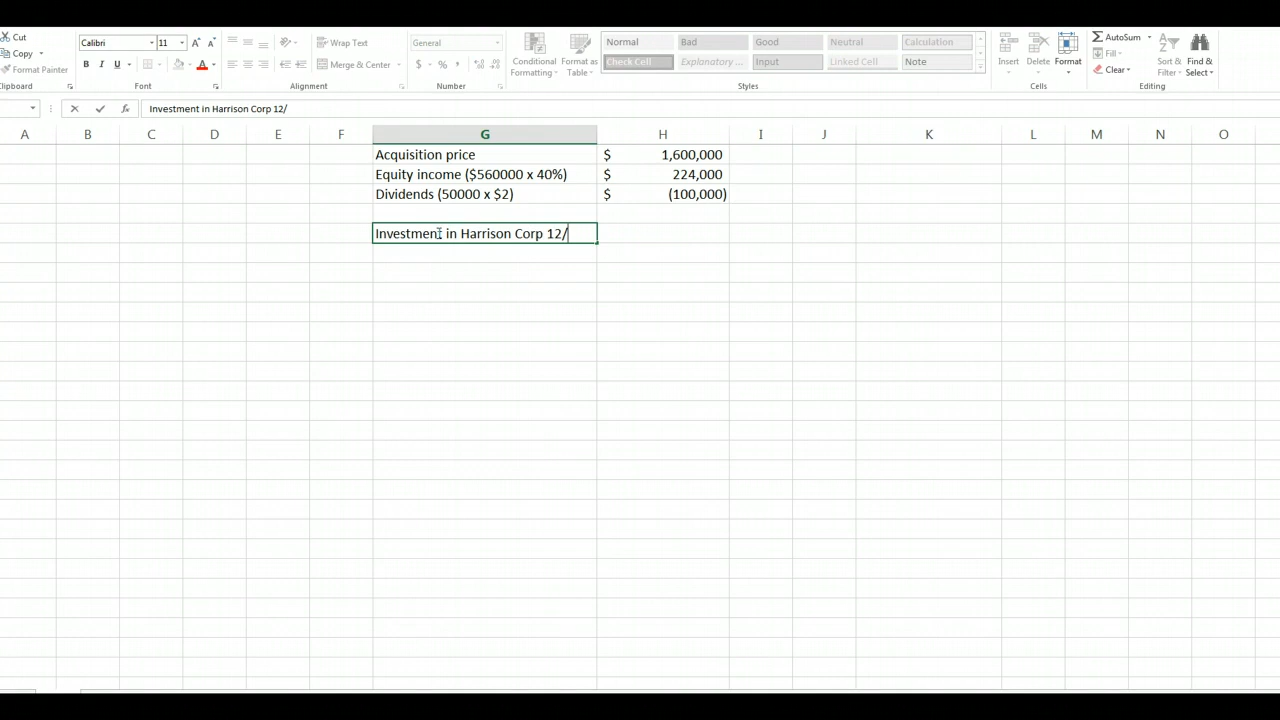 Cut
Copy
Format Painter
Clipboard
Calibri 11 A A
B I U A
Font
Wrap Text
Merge & Center
Alignment
General
$ %
Number
Conditional Formatting
Format as Table
Normal Bad Good Neutral Calculation
Check Cell Explanatory ... Input Linked Cell Note
Styles
Insert Delete Format
Cells
AutoSum
Fill
Clear
Sort & Filter
Find & Select
Editing
fx Investment in Harrison Corp 12/
A B C D E F G H I J K L M N O
Acquisition price $ 1,600,000
Equity income ($560000 x 40%) $ 224,000
Dividends (50000 x $2) $ (100,000)
Investment in Harrison Corp 12/